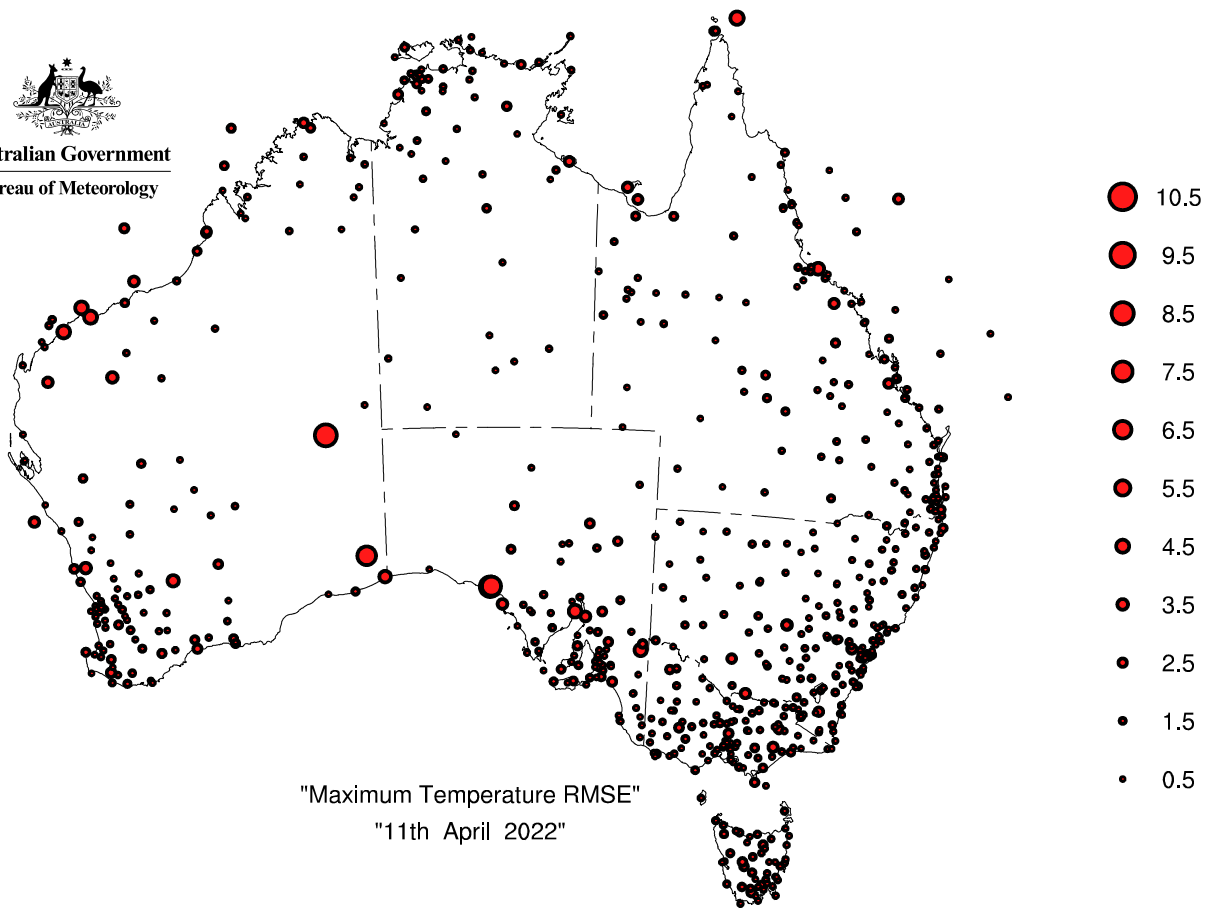 AUSTRALIA
tralian Government
reau of Meteorology
10.5
9.5
8.5
7.5
6.5
5.5
4.5
3.5
2.5
1.5
0.5
"Maximum Temperature RMSE"
"11th April 2022"